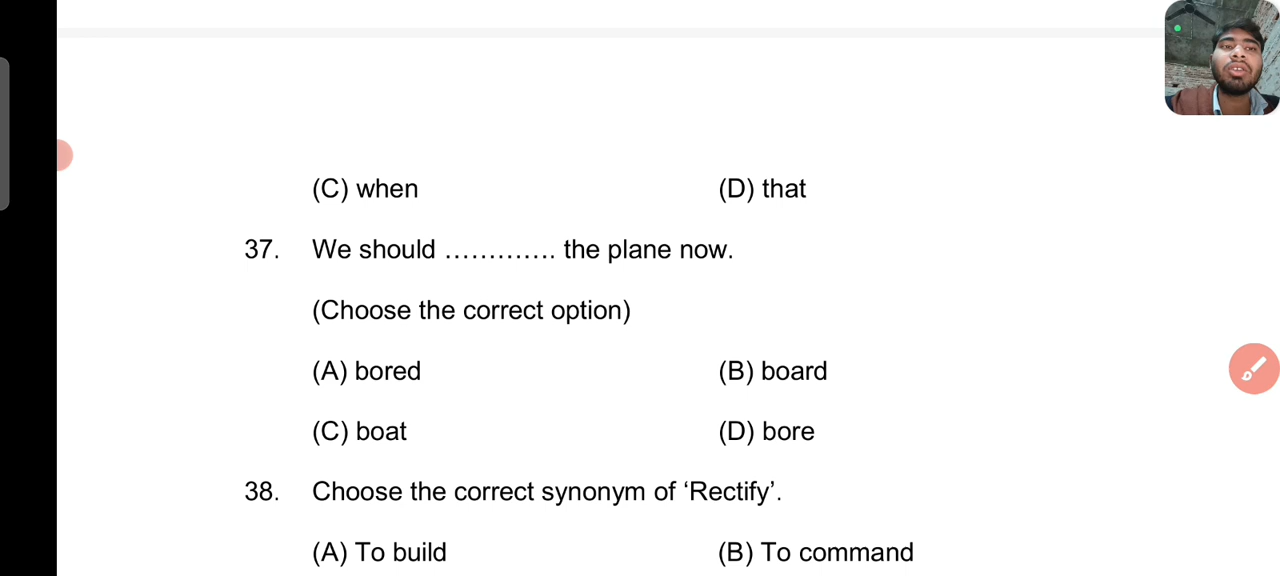 (C) when (D) that
37. We should ............. the plane now.
(Choose the correct option)
(A) bored (B) board
(C) boat (D) bore
38. Choose the correct synonym of ‘Rectify’.
(A) To build (B) To command